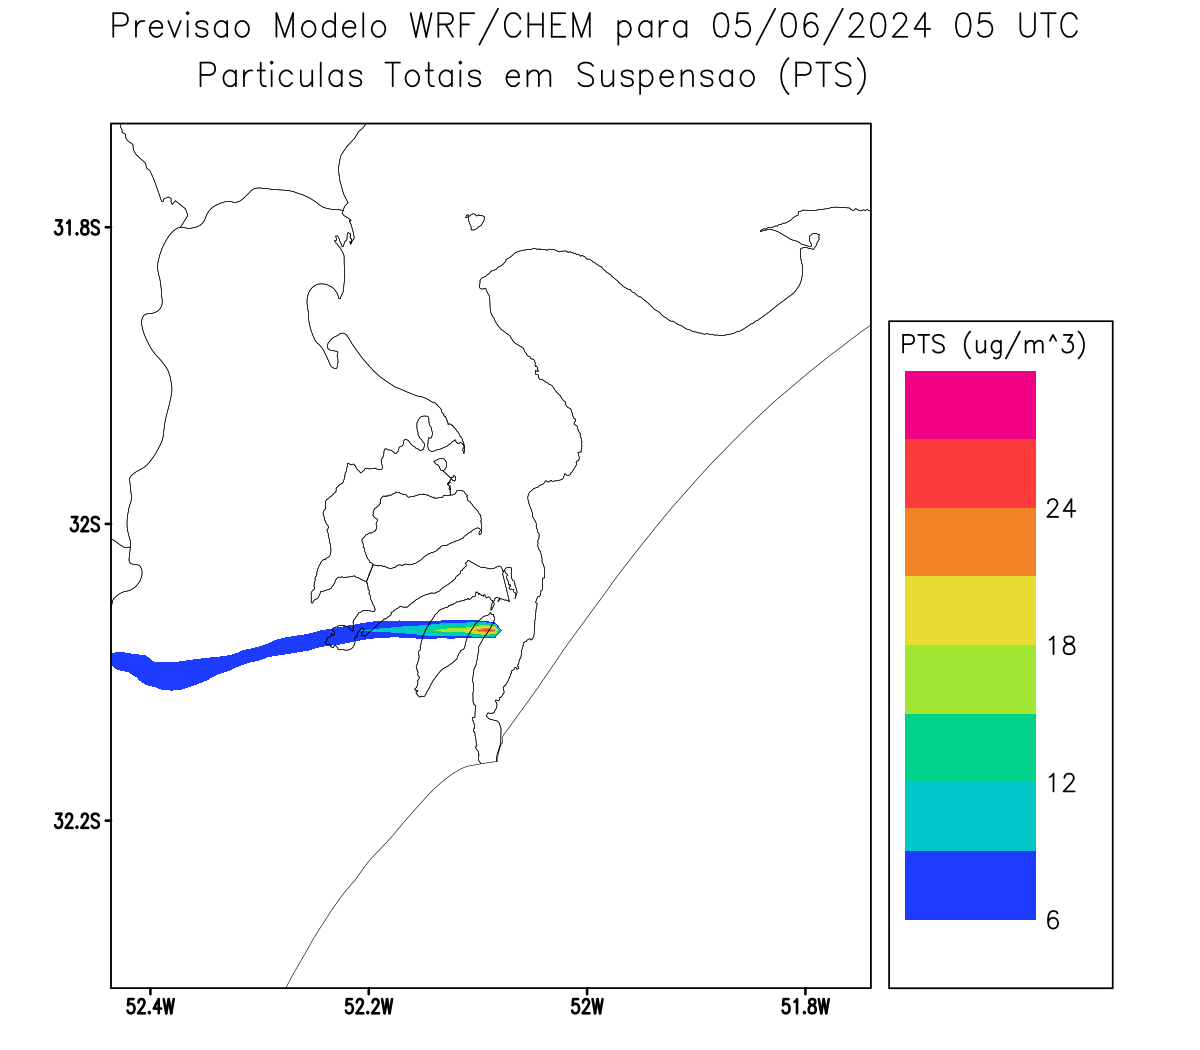 Previsao Modelo WRF/CHEM para 05/06/2024 05 UTC
Particulas Totais em Suspensao (PTS)
31.8S
32S
32.2S
52.4W 52.2W 52W 51.8W
PTS (ug/m^3)
24
18
12
6